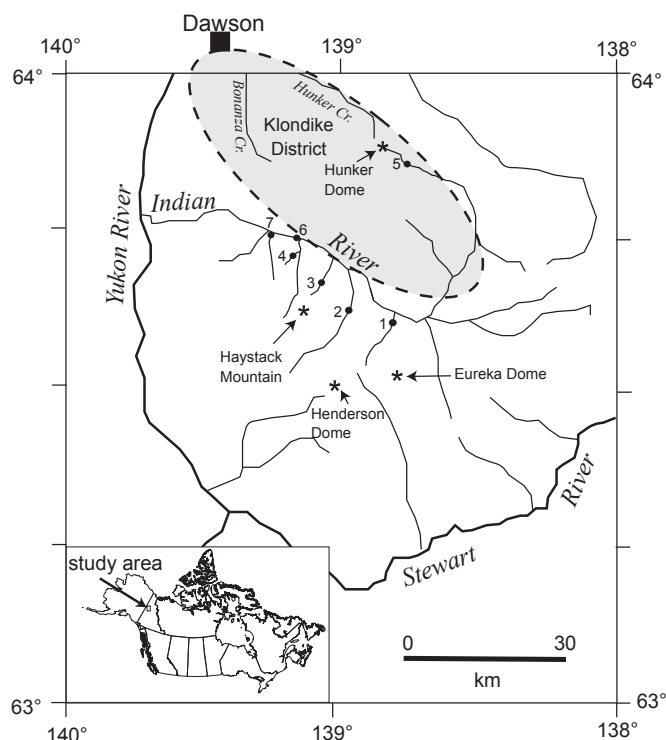 Dawson
140°
139°
138°
64°
64°
Bonanza Cr.
Hunker Cr.
Klondike
District
Hunker
Dome
5
Indian
River
7
6
4
3
2
1
Yukon River
Haystack
Mountain
Eureka Dome
Henderson
Dome
Stewart
River
study area
0
30
km
63°
63°
140°
139°
138°